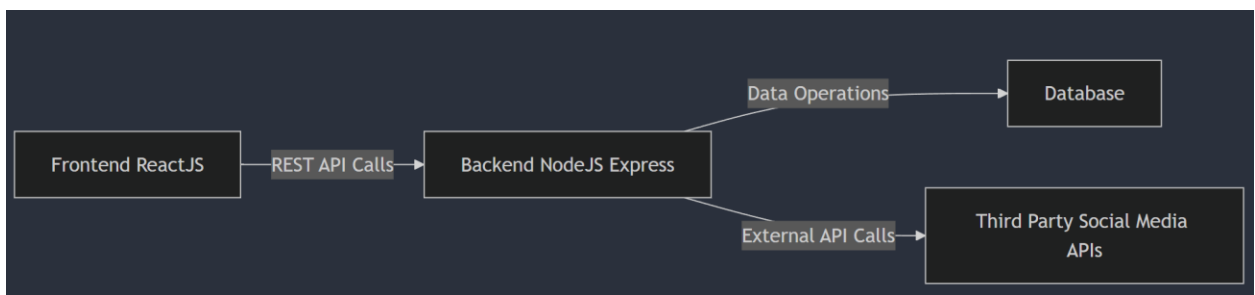 Frontend ReactJS
REST API Calls
Backend NodeJS Express
Data Operations
Database
External API Calls
Third Party Social Media
APIs